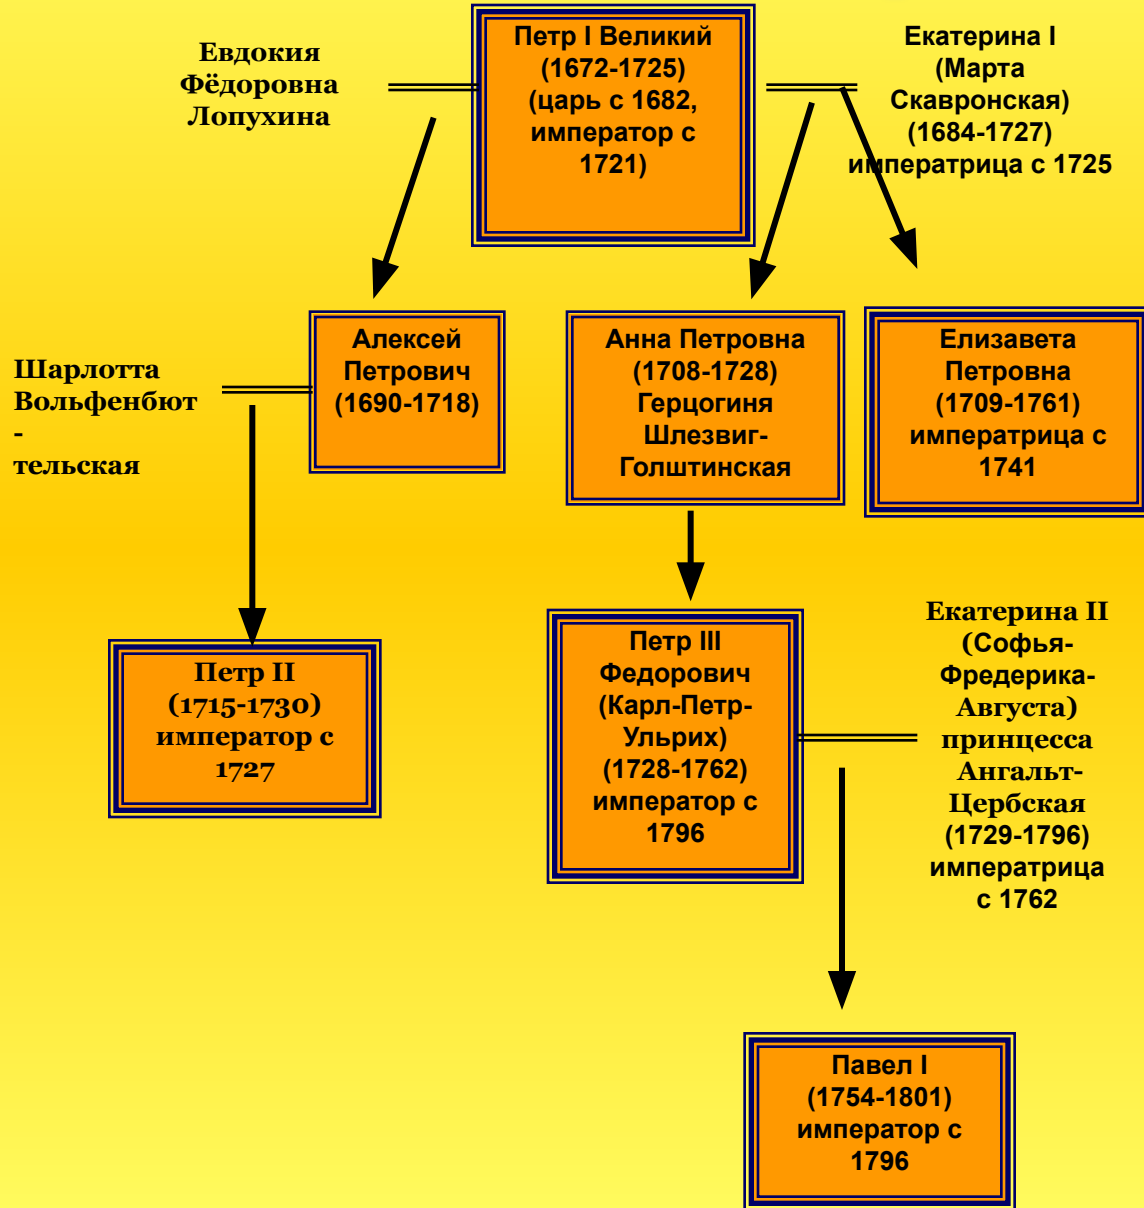 Евдокия
Фёдоровна
Лопухина
Петр I Великий
(1672-1725)
(царь с 1682,
император с
1721)
Екатерина I
(Марта
Скавронская)
(1684-1727)
императрица с 1725
Шарлотта
Вольфенбют
-
тельская
Алексей
Петрович
(1690-1718)
Анна Петровна
(1708-1728)
Герцогиня
Шлезвиг-
Голштинская
Елизавета
Петровна
(1709-1761)
императрица с
1741
Петр II
(1715-1730)
император с
1727
Петр III
Федорович
(Карл-Петр-
Ульрих)
(1728-1762)
император с
1796
Екатерина II
(Софья-
Фредерика-
Августа)
принцесса
Ангальт-
Цербская
(1729-1796)
императрица
с 1762
Павел I
(1754-1801)
император с
1796